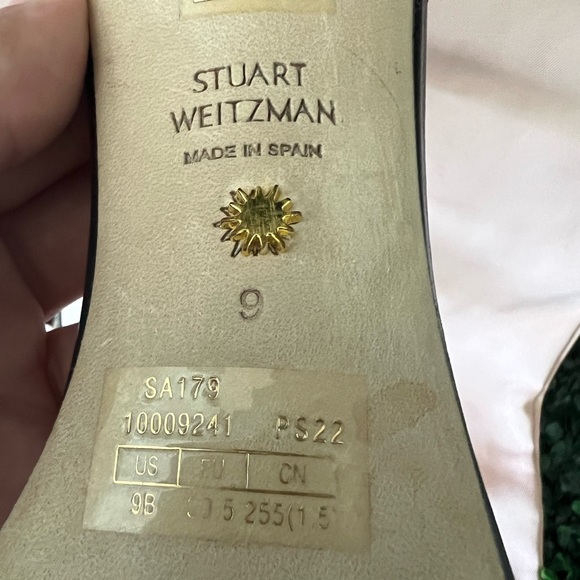 STUART
WEITZMAN
MADE IN SPAIN
9
SA179
10009241 PS22
US CN
9B 255(1.5